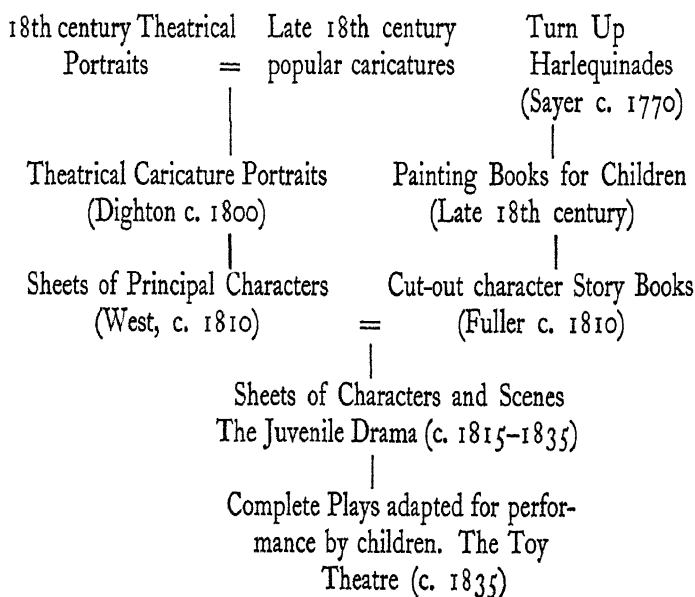 18th century Theatrical
Portraits
=
Late 18th century
popular caricatures
Turn Up
Harlequinades
(Sayer c. 1770)
Theatrical Caricature Portraits
(Dighton c. 1800)
Painting Books for Children
(Late 18th century)
Sheets of Principal Characters
(West, c. 1810)
=
Cut-out character Story Books
(Fuller c. 1810)
Sheets of Characters and Scenes
The Juvenile Drama (c. 1815–1835)
Complete Plays adapted for perfor-
mance by children. The Toy
Theatre (c. 1835)